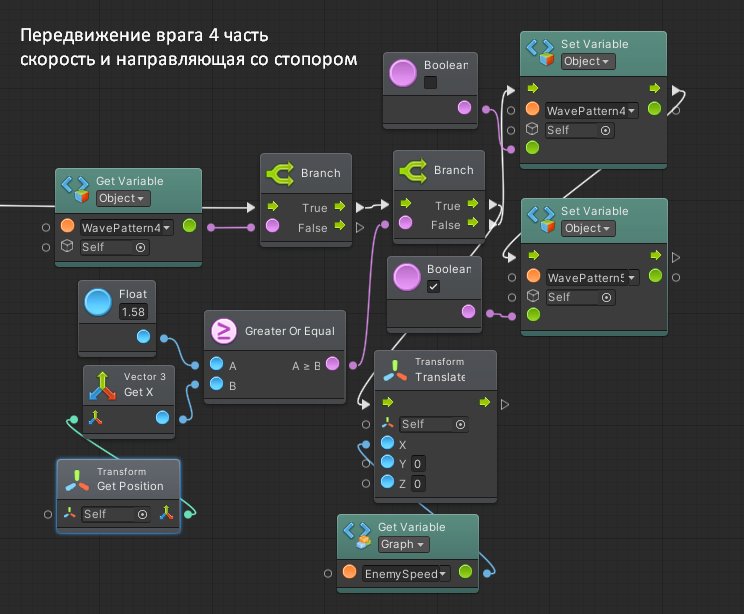 Передвижение врага 4 часть
скорость и направляющая со стопором
Boolean
Set Variable
Object
WavePattern4
Self
Get Variable
Object
WavePattern4
Self
Branch
True
False
Branch
True
False
Set Variable
Object
WavePattern5
Self
Boolean
Float
1.58
Greater Or Equal
A
A ≥ B
B
Vector 3
Get X
Transform
Translate
Self
X
Y 0
Z 0
Transform
Get Position
Self
Get Variable
Graph
EnemySpeed